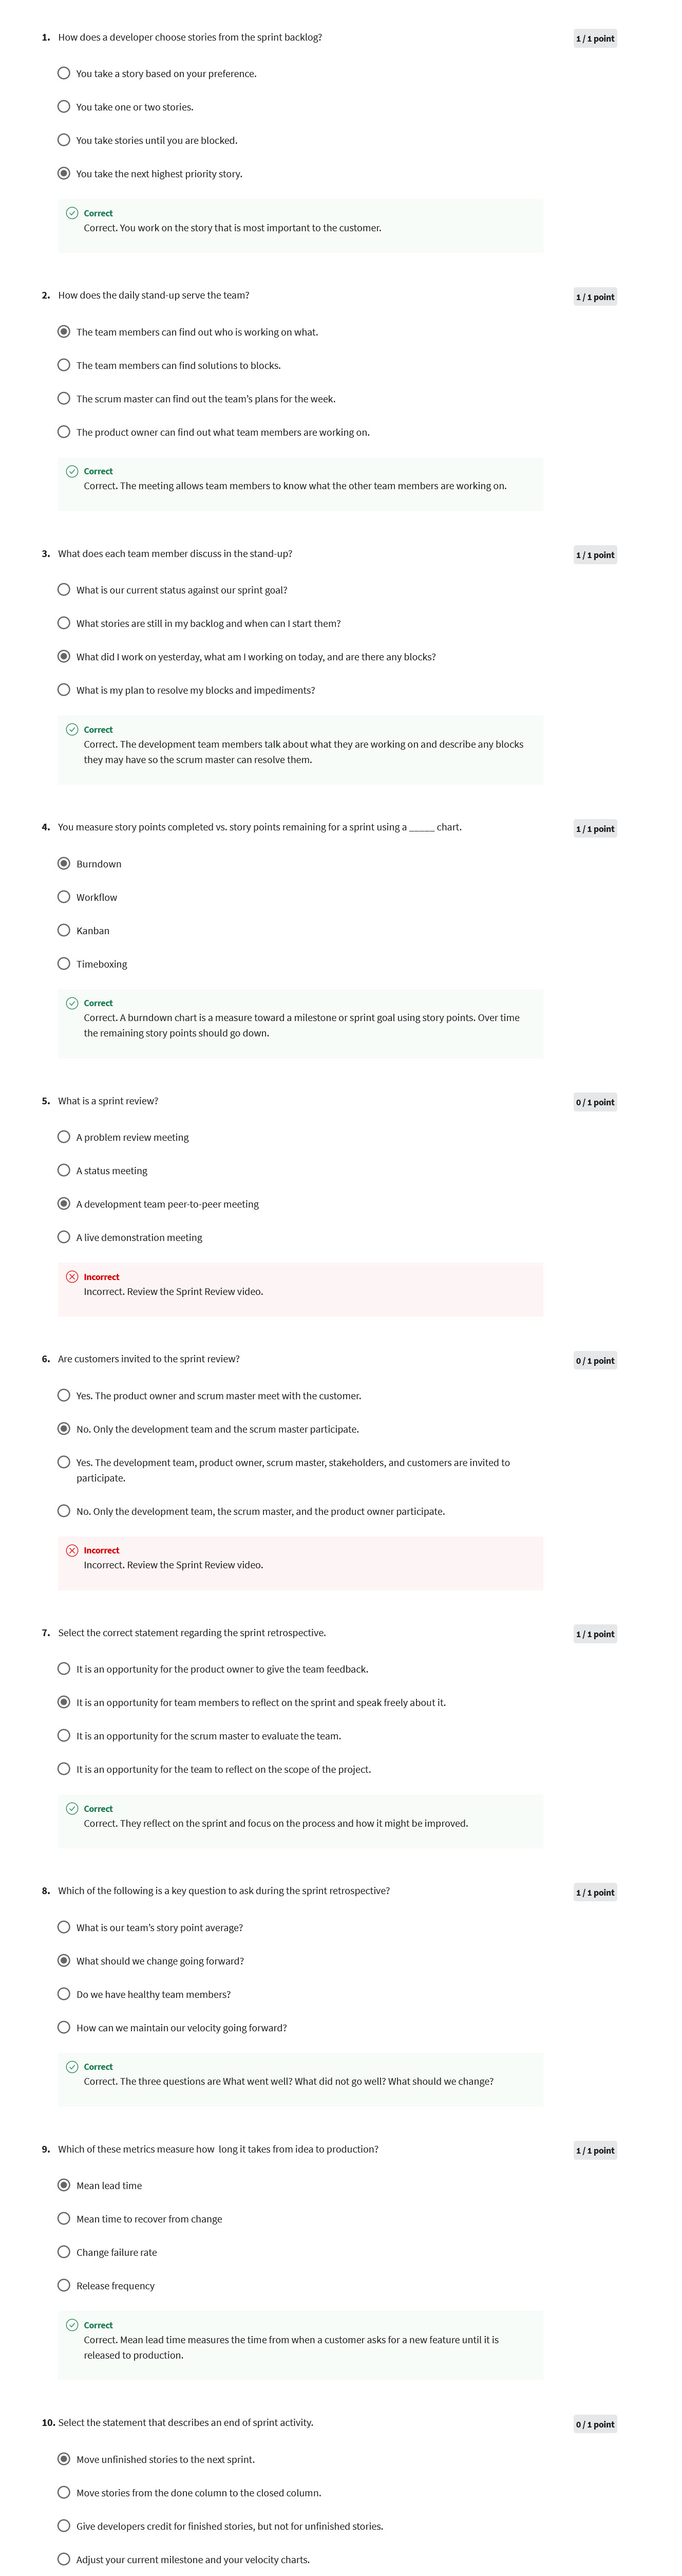 1. How does a developer choose stories from the sprint backlog?
1 / 1 point
You take a story based on your preference.
You take one or two stories.
You take stories until you are blocked.
You take the next highest priority story.
Correct
Correct. You work on the story that is most important to the customer.
2. How does the daily stand-up serve the team?
1 / 1 point
The team members can find out who is working on what.
The team members can find solutions to blocks.
The scrum master can find out the team’s plans for the week.
The product owner can find out what team members are working on.
Correct
Correct. The meeting allows team members to know what the other team members are working on.
3. What does each team member discuss in the stand-up?
1 / 1 point
What is our current status against our sprint goal?
What stories are still in my backlog and when can I start them?
What did I work on yesterday, what am I working on today, and are there any blocks?
What is my plan to resolve my blocks and impediments?
Correct
Correct. The development team members talk about what they are working on and describe any blocks
they may have so the scrum master can resolve them.
4. You measure story points completed vs. story points remaining for a sprint using a _____ chart.
1 / 1 point
Burndown
Workflow
Kanban
Timeboxing
Correct
Correct. A burndown chart is a measure toward a milestone or sprint goal using story points. Over time
the remaining story points should go down.
5. What is a sprint review?
0 / 1 point
A problem review meeting
A status meeting
A development team peer-to-peer meeting
A live demonstration meeting
Incorrect
Incorrect. Review the Sprint Review video.
6. Are customers invited to the sprint review?
0 / 1 point
Yes. The product owner and scrum master meet with the customer.
No. Only the development team and the scrum master participate.
Yes. The development team, product owner, scrum master, stakeholders, and customers are invited to
participate.
No. Only the development team, the scrum master, and the product owner participate.
Incorrect
Incorrect. Review the Sprint Review video.
7. Select the correct statement regarding the sprint retrospective.
1 / 1 point
It is an opportunity for the product owner to give the team feedback.
It is an opportunity for team members to reflect on the sprint and speak freely about it.
It is an opportunity for the scrum master to evaluate the team.
It is an opportunity for the team to reflect on the scope of the project.
Correct
Correct. They reflect on the sprint and focus on the process and how it might be improved.
8. Which of the following is a key question to ask during the sprint retrospective?
1 / 1 point
What is our team’s story point average?
What should we change going forward?
Do we have healthy team members?
How can we maintain our velocity going forward?
Correct
Correct. The three questions are What went well? What did not go well? What should we change?
9. Which of these metrics measure how long it takes from idea to production?
1 / 1 point
Mean lead time
Mean time to recover from change
Change failure rate
Release frequency
Correct
Correct. Mean lead time measures the time from when a customer asks for a new feature until it is
released to production.
10. Select the statement that describes an end of sprint activity.
0 / 1 point
Move unfinished stories to the next sprint.
Move stories from the done column to the closed column.
Give developers credit for finished stories, but not for unfinished stories.
Adjust your current milestone and your velocity charts.